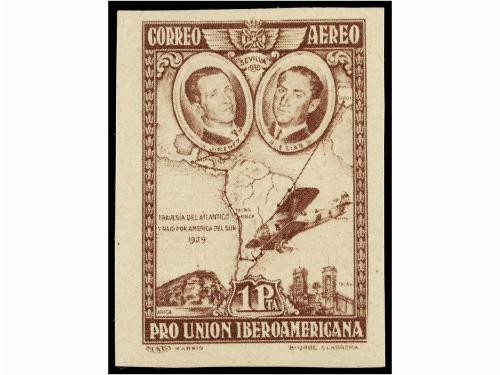 CORREO AEREO
SEVILLA
1930
JIMENEZ IGLESIAS
TRAVESIA DEL ATLANTICO
Y RAID POR AMERICA DEL SUR
1929
1 PTA
PRO UNION IBEROAMERICANA
MADRID